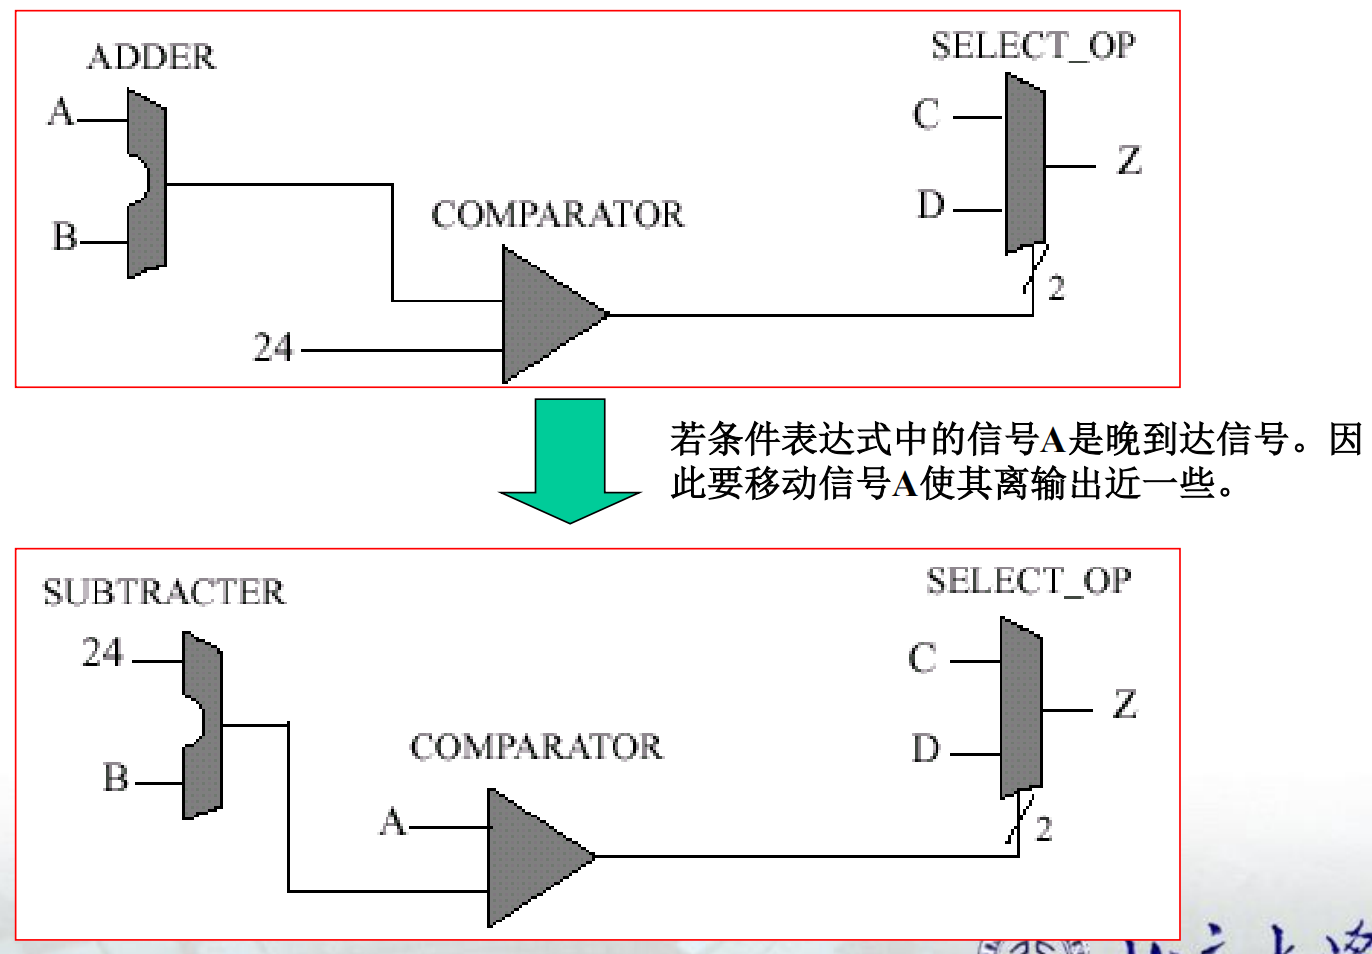 ADDER
SELECT_OP
A
C
Z
COMPARATOR
D
B
2
24
若条件表达式中的信号A是晚到达信号。因
此要移动信号A使其离输出近一些。
SUBTRACTER
SELECT_OP
24
C
Z
COMPARATOR
D
B
A
2